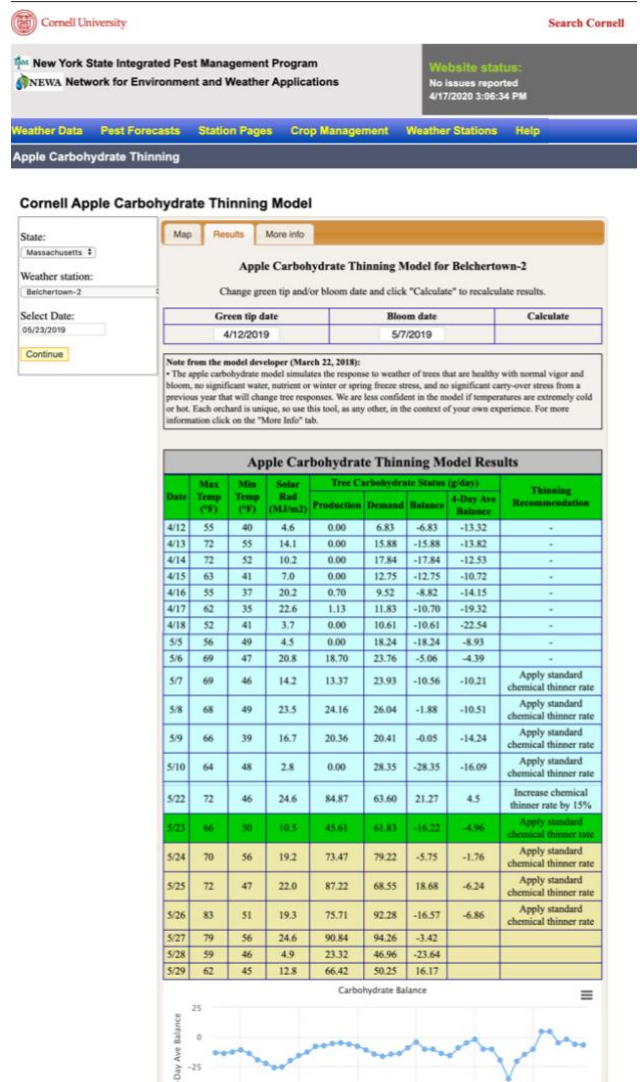 Cornell University
Search Cornell
New York State Integrated Pest Management Program
NEWA Network for Environment and Weather Applications
Website status:
No issues reported
4/17/2020 3:06:34 PM
Weather Data Pest Forecasts Station Pages Crop Management Weather Stations Help
Apple Carbohydrate Thinning
Cornell Apple Carbohydrate Thinning Model
State:
Massachusetts
Weather station:
Belchertown-2
Select Date:
05/23/2019
Continue
Map Results More info
Apple Carbohydrate Thinning Model for Belchertown-2
Change green tip and/or bloom date and click "Calculate" to recalculate results.
Green tip date Bloom date Calculate
4/12/2019 5/7/2019
Note from the model developer (March 22, 2018):
• The apple carbohydrate model simulates the response to weather of trees that are healthy with normal vigor and
bloom, no significant water, nutrient or winter or spring freeze stress, and no significant carry-over stress from a
previous year that will change tree responses. We are less confident in the model if temperatures are extremely cold
or hot. Each orchard is unique, so use this tool, as any other, in the context of your own experience. For more
information click on the "More Info" tab.
Apple Carbohydrate Thinning Model Results
Date Max Temp (°F) Min Temp (°F) Solar Rad (MJ/m2) Tree Carbohydrate Status (g/day) Thinning Recommendation
Production Demand Balance 4-Day Ave Balance
4/12 55 40 4.6 0.00 6.83 -6.83 -13.32 -
4/13 72 55 14.1 0.00 15.88 -15.88 -13.82 -
4/14 72 52 10.2 0.00 17.84 -17.84 -12.53 -
4/15 63 41 7.0 0.00 12.75 -12.75 -10.72 -
4/16 55 37 20.2 0.70 9.52 -8.82 -14.15 -
4/17 62 35 22.6 1.13 11.83 -10.70 -19.32 -
4/18 52 41 3.7 0.00 10.61 -10.61 -22.54 -
5/5 56 49 4.5 0.00 18.24 -18.24 -8.93 -
5/6 69 47 20.8 18.70 23.76 -5.06 -4.39 -
5/7 69 46 14.2 13.37 23.93 -10.56 -10.21 Apply standard chemical thinner rate
5/8 68 49 23.5 24.16 26.04 -1.88 -10.51 Apply standard chemical thinner rate
5/9 66 39 16.7 20.36 20.41 -0.05 -14.24 Apply standard chemical thinner rate
5/10 64 48 2.8 0.00 28.35 -28.35 -16.09 Apply standard chemical thinner rate
5/22 72 46 24.6 84.87 63.60 21.27 4.5 Increase chemical thinner rate by 15%
5/23 66 50 10.5 45.61 61.83 -16.22 -4.96 Apply standard chemical thinner rate
5/24 70 56 19.2 73.47 79.22 -5.75 -1.76 Apply standard chemical thinner rate
5/25 72 47 22.0 87.22 68.55 18.68 -6.24 Apply standard chemical thinner rate
5/26 83 51 19.3 75.71 92.28 -16.57 -6.86 Apply standard chemical thinner rate
5/27 79 56 24.6 90.84 94.26 -3.42
5/28 59 46 4.9 23.32 46.96 -23.64
5/29 62 45 12.8 66.42 50.25 16.17
Carbohydrate Balance
25
0
-25
-Day Ave Balance